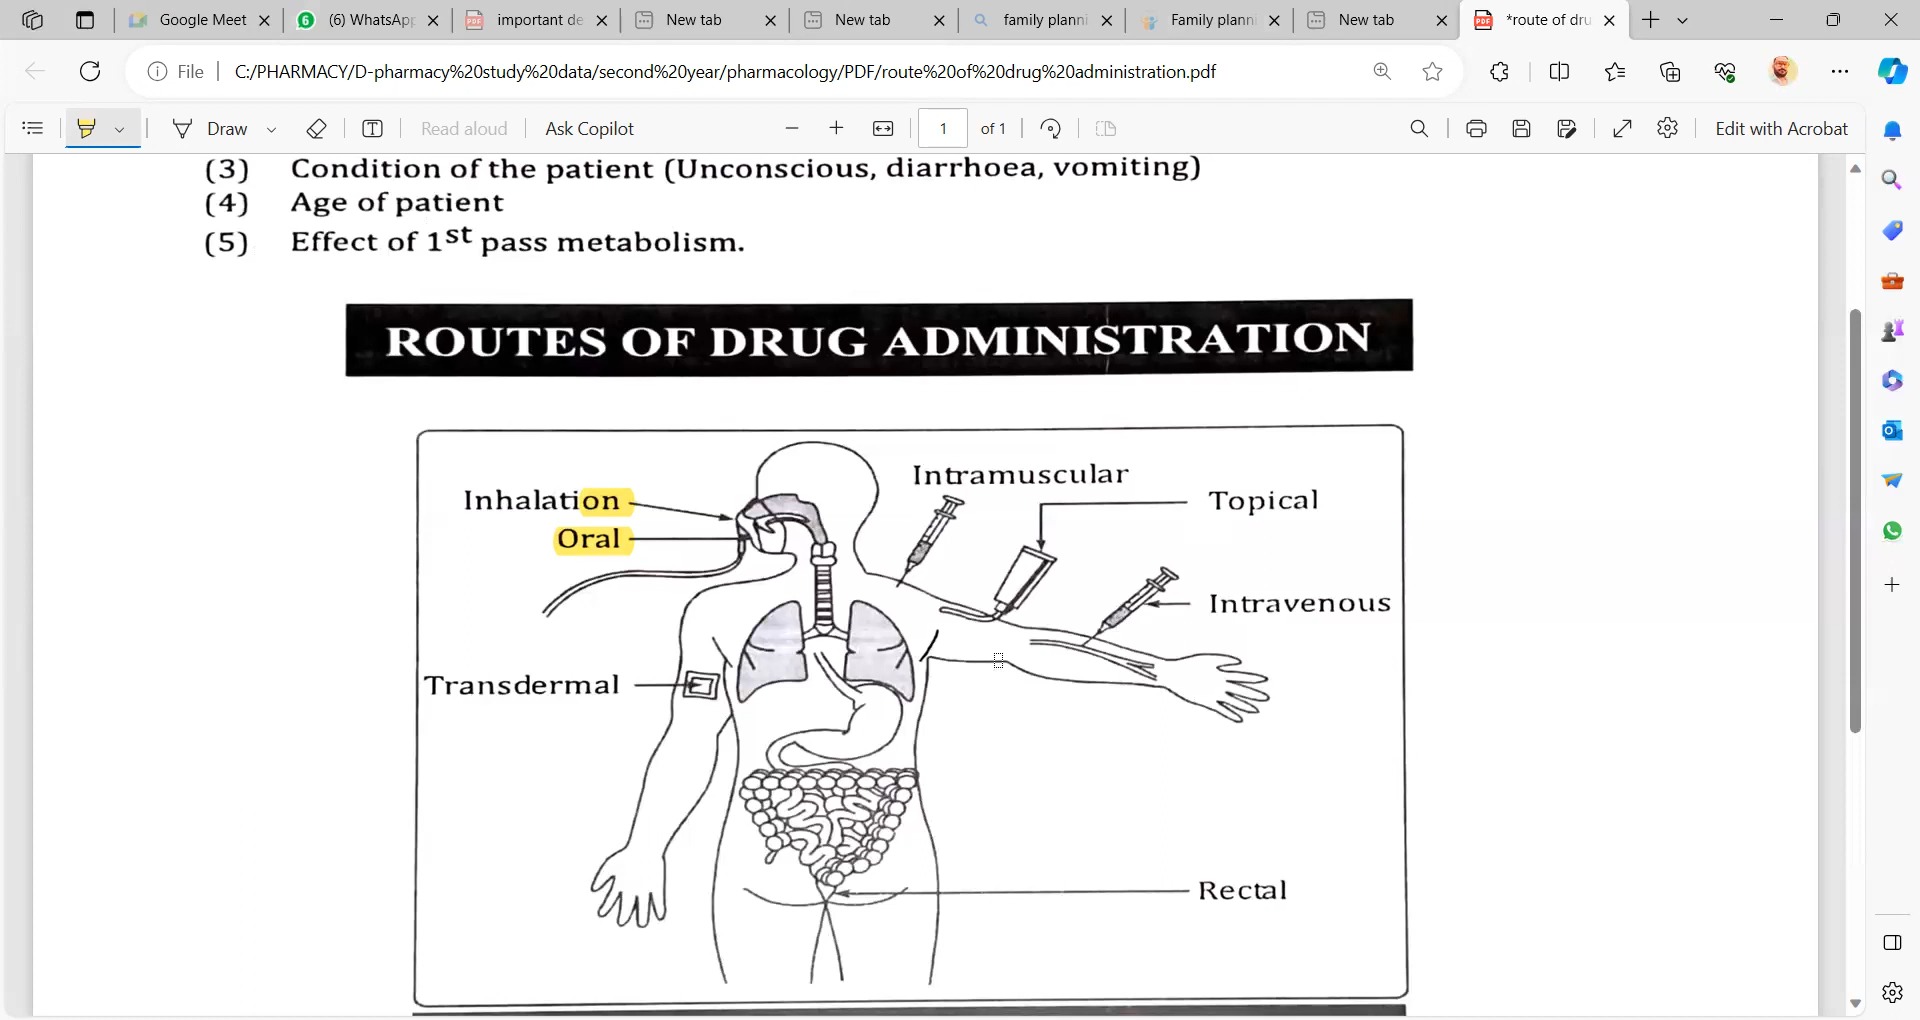 Google Meet
(6) WhatsApp
important de
New tab
New tab
family planni
Family planni
New tab
*route of dru
File
C:/PHARMACY/D-pharmacy%20study%20data/second%20year/pharmacology/PDF/route%20of%20drug%20administration.pdf
Draw
Read aloud
Ask Copilot
1 of 1
Edit with Acrobat
(3) Condition of the patient (Unconscious, diarrhoea, vomiting)
(4) Age of patient
(5) Effect of 1st pass metabolism.
ROUTES OF DRUG ADMINISTRATION
Intramuscular
Inhalation
Topical
Oral
Intravenous
Transdermal
Rectal